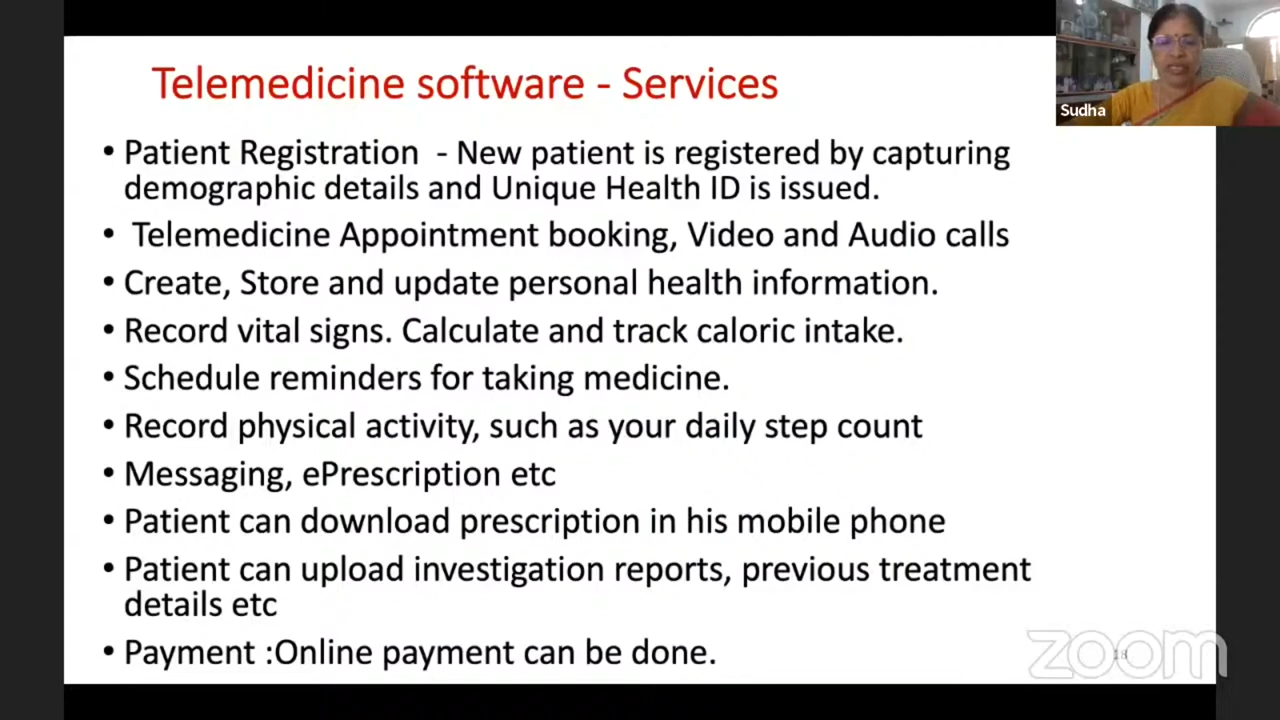 Telemedicine software - Services
Sudha
• Patient Registration - New patient is registered by capturing
demographic details and Unique Health ID is issued.
• Telemedicine Appointment booking, Video and Audio calls
• Create, Store and update personal health information.
• Record vital signs. Calculate and track caloric intake.
• Schedule reminders for taking medicine.
• Record physical activity, such as your daily step count
• Messaging, ePrescription etc
• Patient can download prescription in his mobile phone
• Patient can upload investigation reports, previous treatment
details etc
• Payment :Online payment can be done.
zoom
18